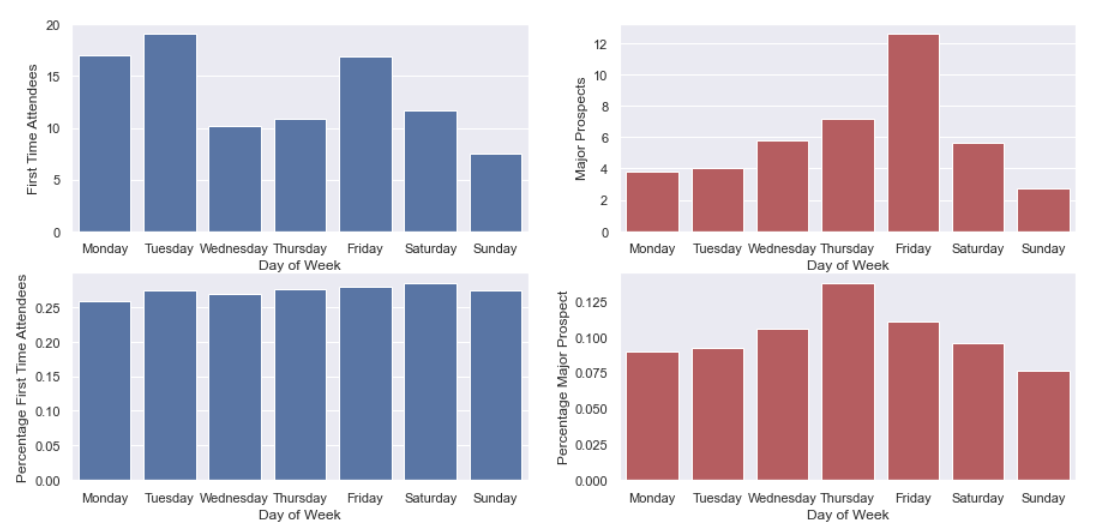 First Time Attendees
20
15
10
5
0
Monday Tuesday Wednesday Thursday Friday Saturday Sunday
Day of Week
Major Prospects
12
10
8
6
4
2
0
Monday Tuesday Wednesday Thursday Friday Saturday Sunday
Day of Week
Percentage First Time Attendees
0.25
0.20
0.15
0.10
0.05
0.00
Monday Tuesday Wednesday Thursday Friday Saturday Sunday
Day of Week
Percentage Major Prospect
0.125
0.100
0.075
0.050
0.025
0.000
Monday Tuesday Wednesday Thursday Friday Saturday Sunday
Day of Week